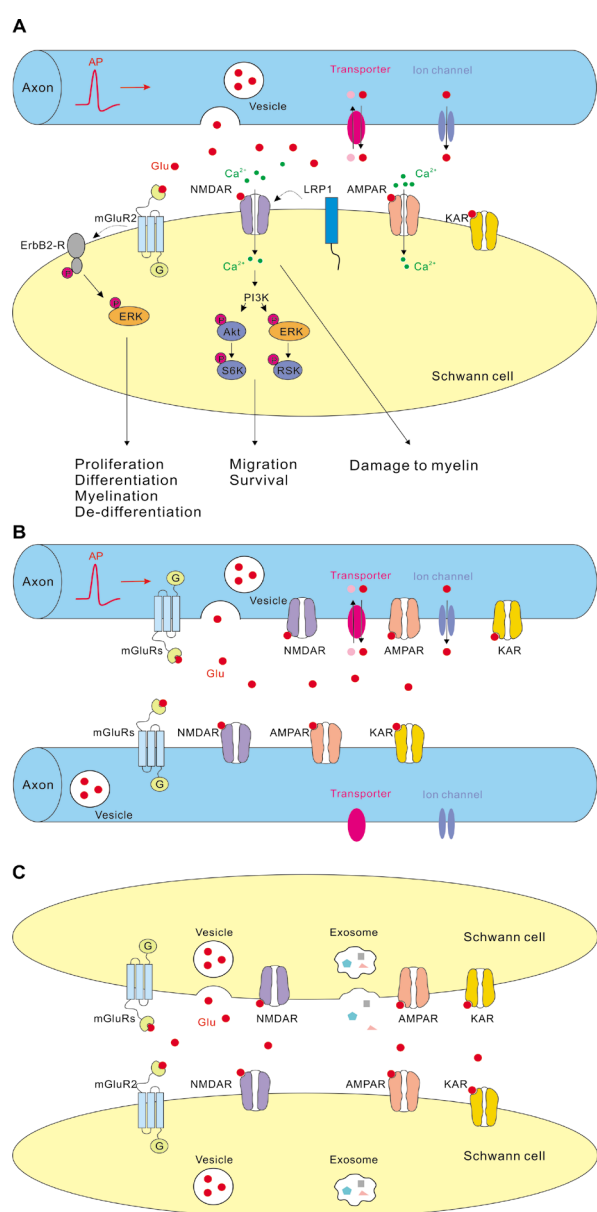 A
AP
Axon
Vesicle
Transporter
Ion channel
Glu
Ca²⁺
NMDAR
LRP1
AMPAR
Ca²⁺
KAR
mGluR2
ErbB2-R
G
P
Ca²⁺
Ca²⁺
PI3K
P
ERK
P
Akt
P
ERK
P
S6K
P
RSK
Schwann cell
Proliferation
Differentiation
Myelination
De-differentiation
Migration
Survival
Damage to myelin
B
AP
Axon
G
Vesicle
Transporter
Ion channel
mGluRs
NMDAR
AMPAR
KAR
Glu
mGluRs
NMDAR
AMPAR
KAR
Axon
G
Vesicle
Transporter
Ion channel
C
G
Vesicle
Exosome
Schwann cell
mGluRs
Glu
NMDAR
AMPAR
KAR
mGluR2
NMDAR
AMPAR
KAR
G
Vesicle
Exosome
Schwann cell